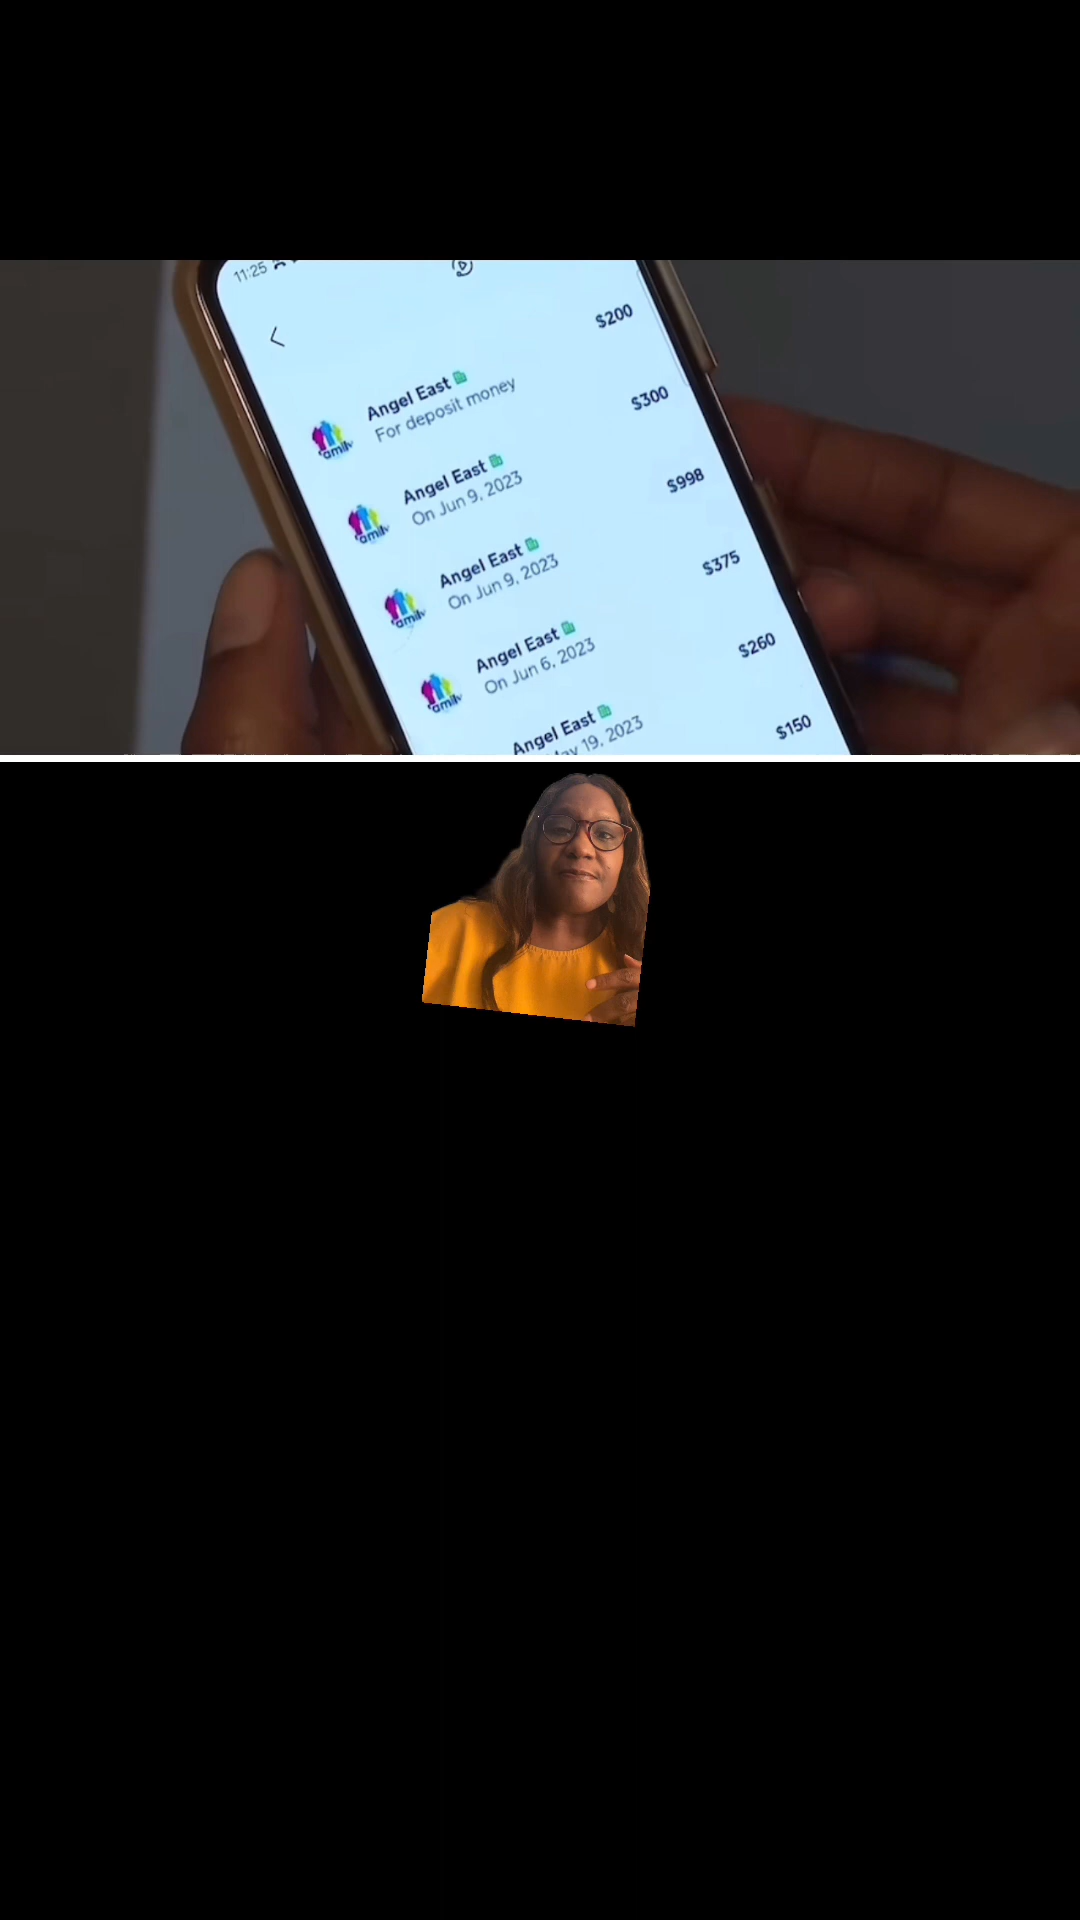 11:25
$200
Angel East
For deposit money
$300
Angel East
On Jun 9, 2023
$998
Angel East
On Jun 9, 2023
$375
Angel East
On Jun 6, 2023
$260
Angel East
19, 2023
$150